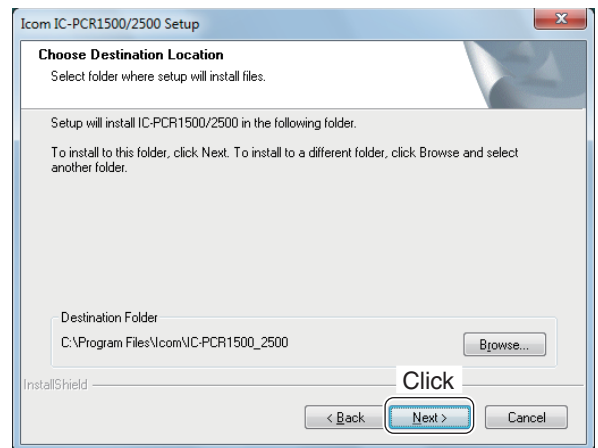 Icom IC-PCR1500/2500 Setup
x
Choose Destination Location
Select folder where setup will install files.
Setup will install IC-PCR1500/2500 in the following folder.
To install to this folder, click Next. To install to a different folder, click Browse and select
another folder.
Destination Folder
C:\Program Files\Icom\IC-PCR1500_2500
Browse...
Click
InstallShield
< Back
Next >
Cancel